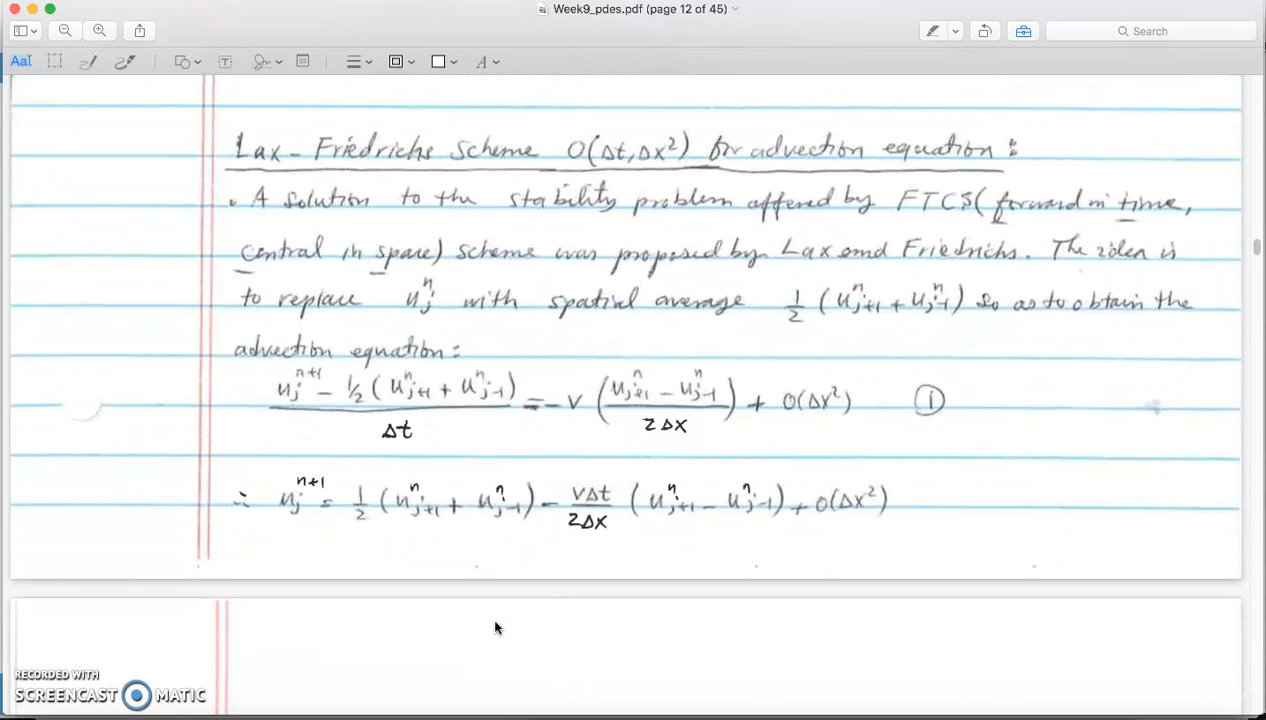 Week9_pdes.pdf (page 12 of 45)
Search
Lax - Friedrichs Scheme O(Δt, Δx²) for advection equation :
. A solution to the stability problem offered by FTCS (forward in time,
central in space) scheme was proposed by Lax and Friedrichs. The idea is
to replace u_j^n with spatial average 1/2 (u_{j+1}^n + u_{j-1}^n) so as to obtain the
advection equation :
(u_j^{n+1} - 1/2 (u_{j+1}^n + u_{j-1}^n)) / Δt = -v ((u_{j+1}^n - u_{j-1}^n) / 2Δx) + O(Δx²) ①
∴ u_j^{n+1} = 1/2 (u_{j+1}^n + u_{j-1}^n) - vΔt/2Δx (u_{j+1}^n - u_{j-1}^n) + O(Δx²)
RECORDED WITH
SCREENCAST MATIC